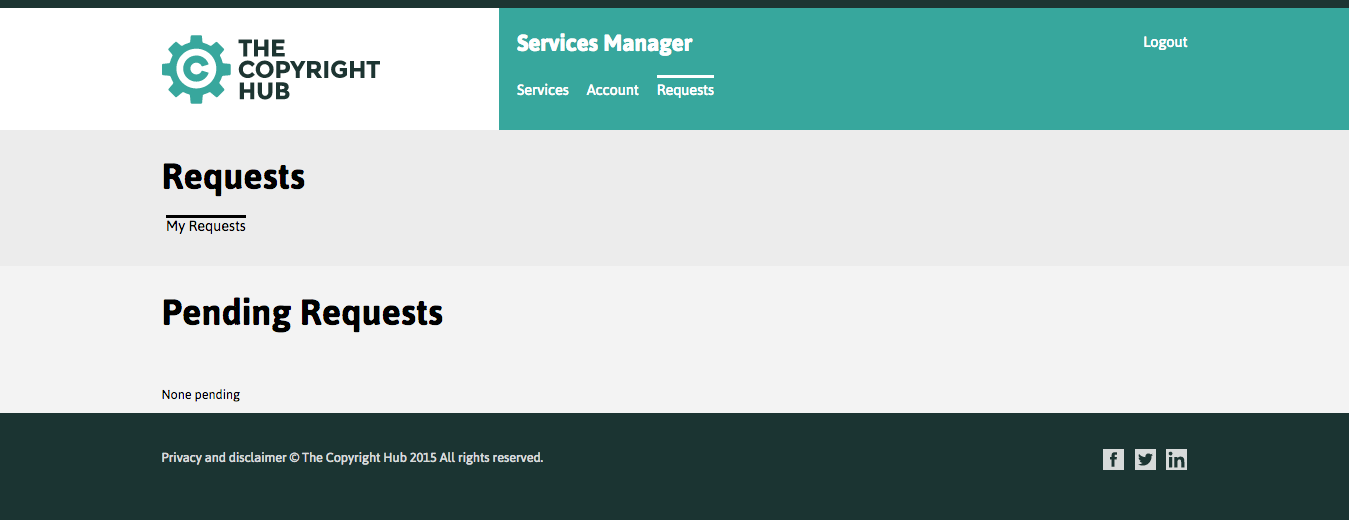 THE
COPYRIGHT
HUB
Services Manager
Logout
Services Account Requests
Requests
My Requests
Pending Requests
None pending
Privacy and disclaimer © The Copyright Hub 2015 All rights reserved.